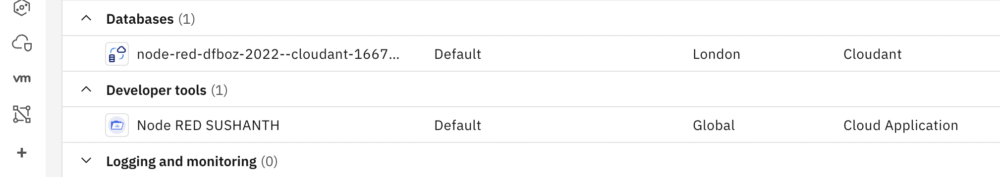 Databases (1)
node-red-dfboz-2022--cloudant-1667... Default London Cloudant
vm
Developer tools (1)
Node RED SUSHANTH Default Global Cloud Application
Logging and monitoring (0)